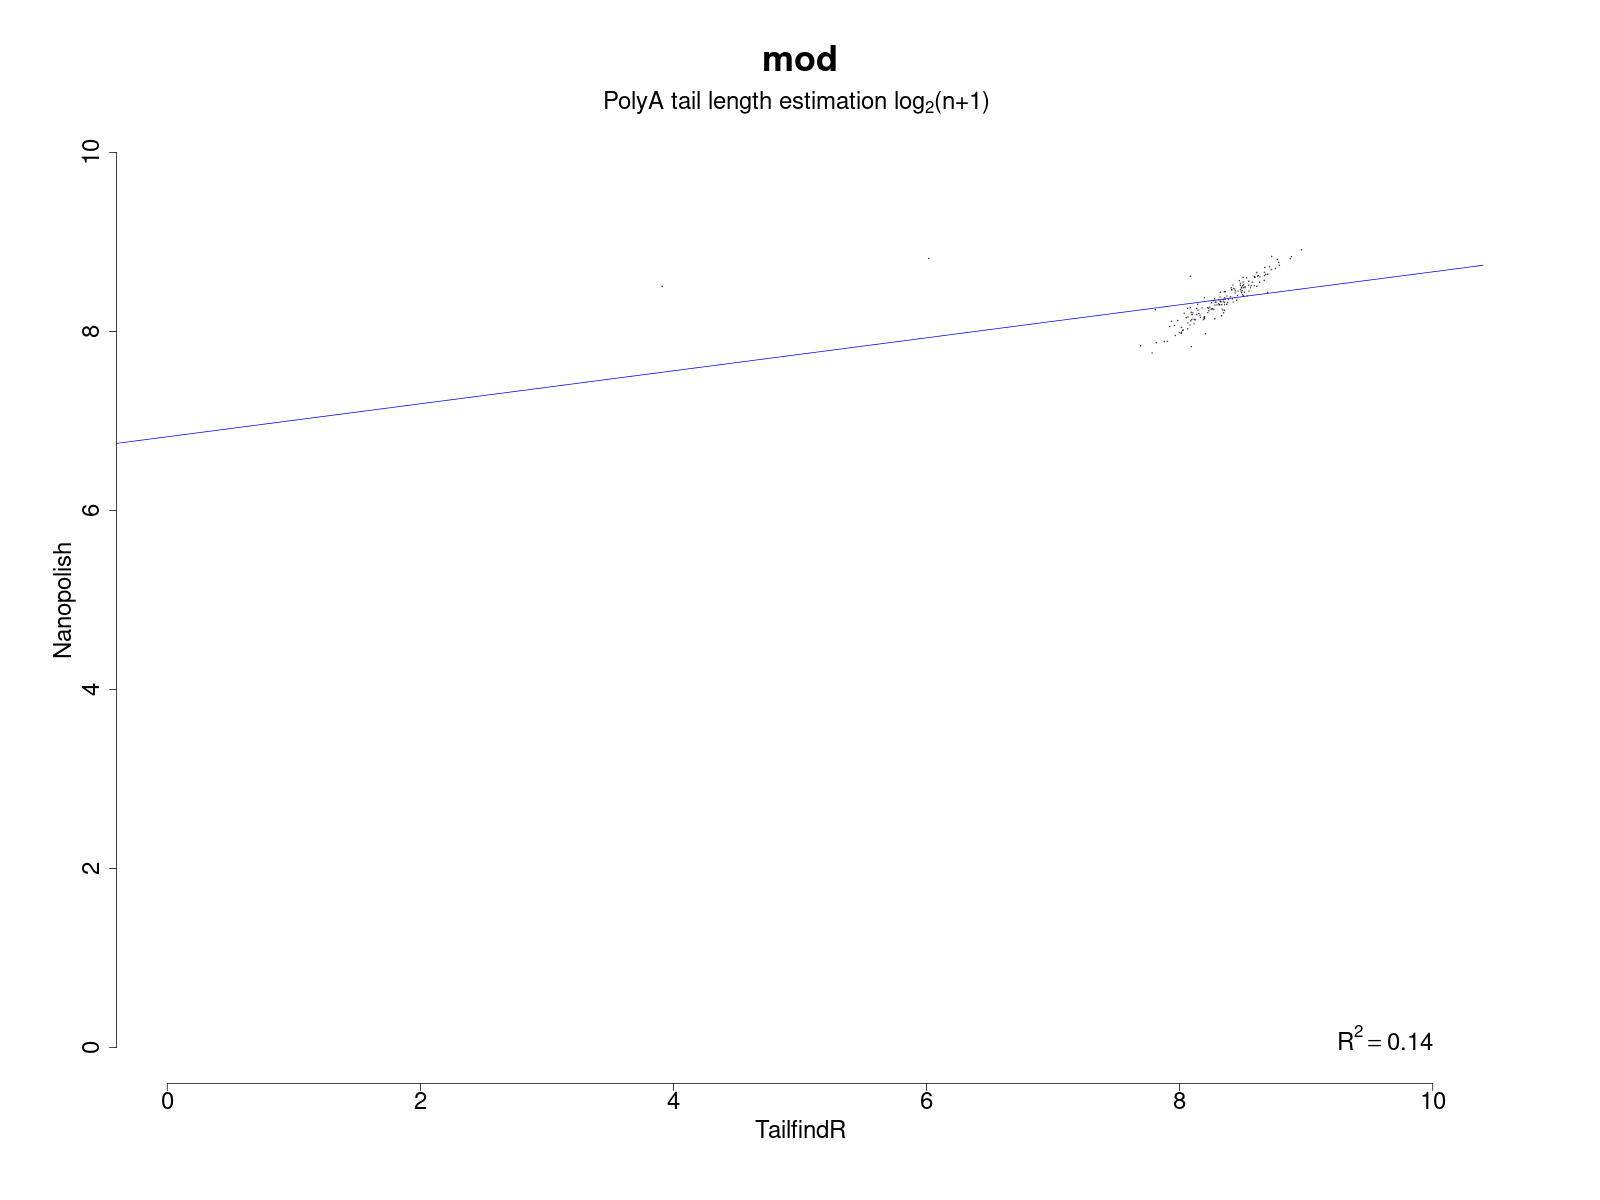 mod
PolyA tail length estimation log₂(n+1)
10
8
6
4
2
0
Nanopolish
R² = 0.14
0 2 4 6 8 10
TailfindR